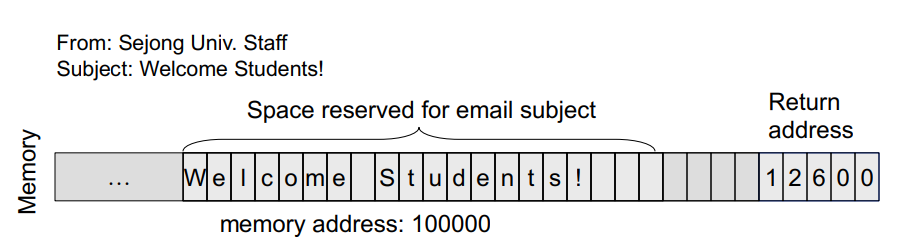 From: Sejong Univ. Staff
Subject: Welcome Students!
Space reserved for email subject
Return
address
Memory
... Welcome Students! 12600
memory address: 100000